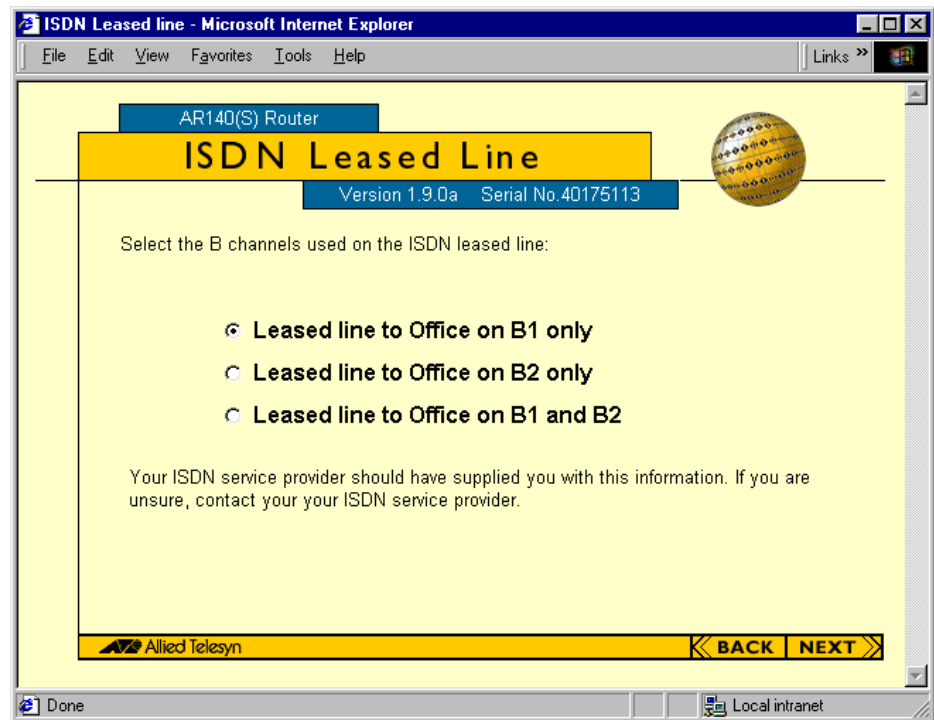 ISDN Leased line - Microsoft Internet Explorer
File Edit View Favorites Tools Help Links »
AR140(S) Router
ISDN Leased Line
Version 1.9.0a Serial No.40175113
Select the B channels used on the ISDN leased line:
Leased line to Office on B1 only
Leased line to Office on B2 only
Leased line to Office on B1 and B2
Your ISDN service provider should have supplied you with this information. If you are
unsure, contact your your ISDN service provider.
Allied Telesyn BACK NEXT
Done Local intranet